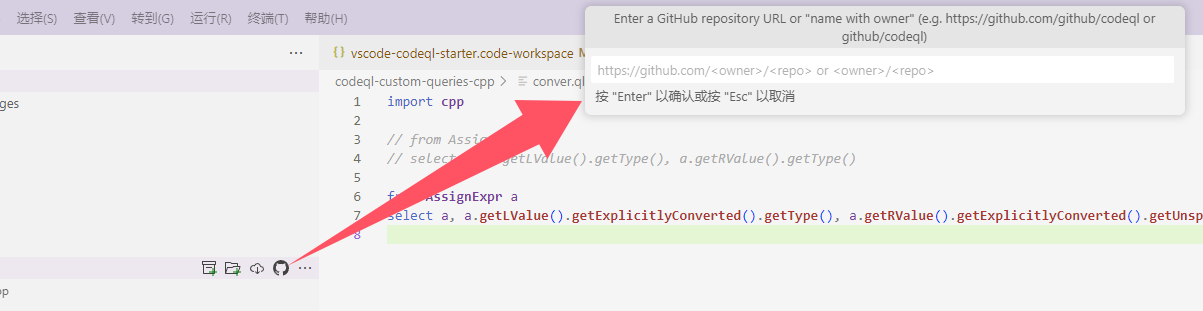 选择(S) 查看(V) 转到(G) 运行(R) 终端(T) 帮助(H)
Enter a GitHub repository URL or "name with owner" (e.g. https://github.com/github/codeql or
github/codeql)
https://github.com/<owner>/<repo> or <owner>/<repo>
按 "Enter" 以确认或按 "Esc" 以取消
{} vscode-codeql-starter.code-workspace
codeql-custom-queries-cpp > conver.ql
1 import cpp
2
3 // from
4 // select getLValue().getType(), a.getRValue().getType()
5
6 AssignExpr a
7 select a, a.getLValue().getExplicitlyConverted().getType(), a.getRValue().getExplicitlyConverted().getUnsp
8
ges
pp